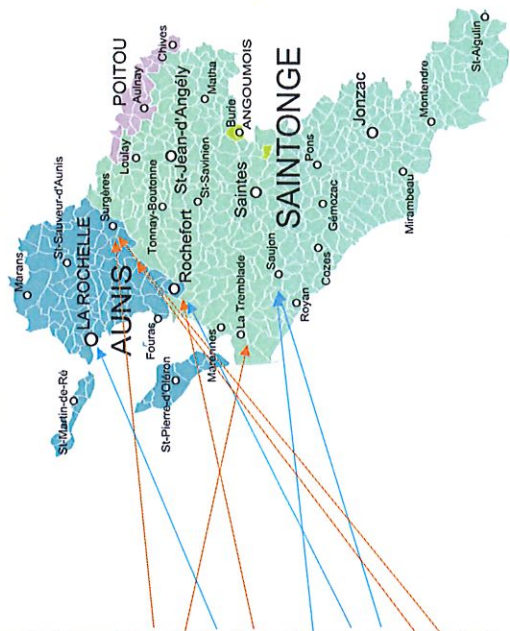 Marans
St-Sauveur-d'Aunis
LA ROCHELLE
Surgères
AUNIS
St-Martin-de-Ré
Fouras
St-Pierre-d'Oléron
Marennes
POITOU
Chives
Aulnay
Loulay
St-Jean-d'Angély
Matha
Tonnay-Boutonne
St-Savinien
Rochefort
Burie
ANGOUMOIS
Saintes
SAINTONGE
La Tremblade
Saujon
Royan
Cozes
Gémozac
Pons
Jonzac
Mirambeau
Montendre
St-Aigulin